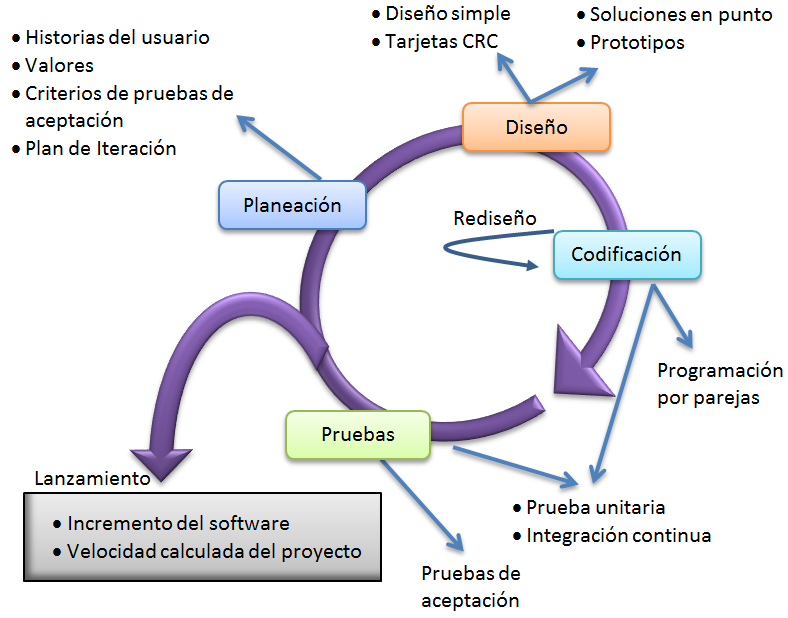 • Diseño simple
• Tarjetas CRC
• Soluciones en punto
• Prototipos
• Historias del usuario
• Valores
• Criterios de pruebas de
aceptación
• Plan de Iteración
Diseño
Planeación
Rediseño
Codificación
Programación
por parejas
Pruebas
Lanzamiento
• Incremento del software
• Velocidad calculada del proyecto
• Prueba unitaria
• Integración continua
Pruebas de
aceptación